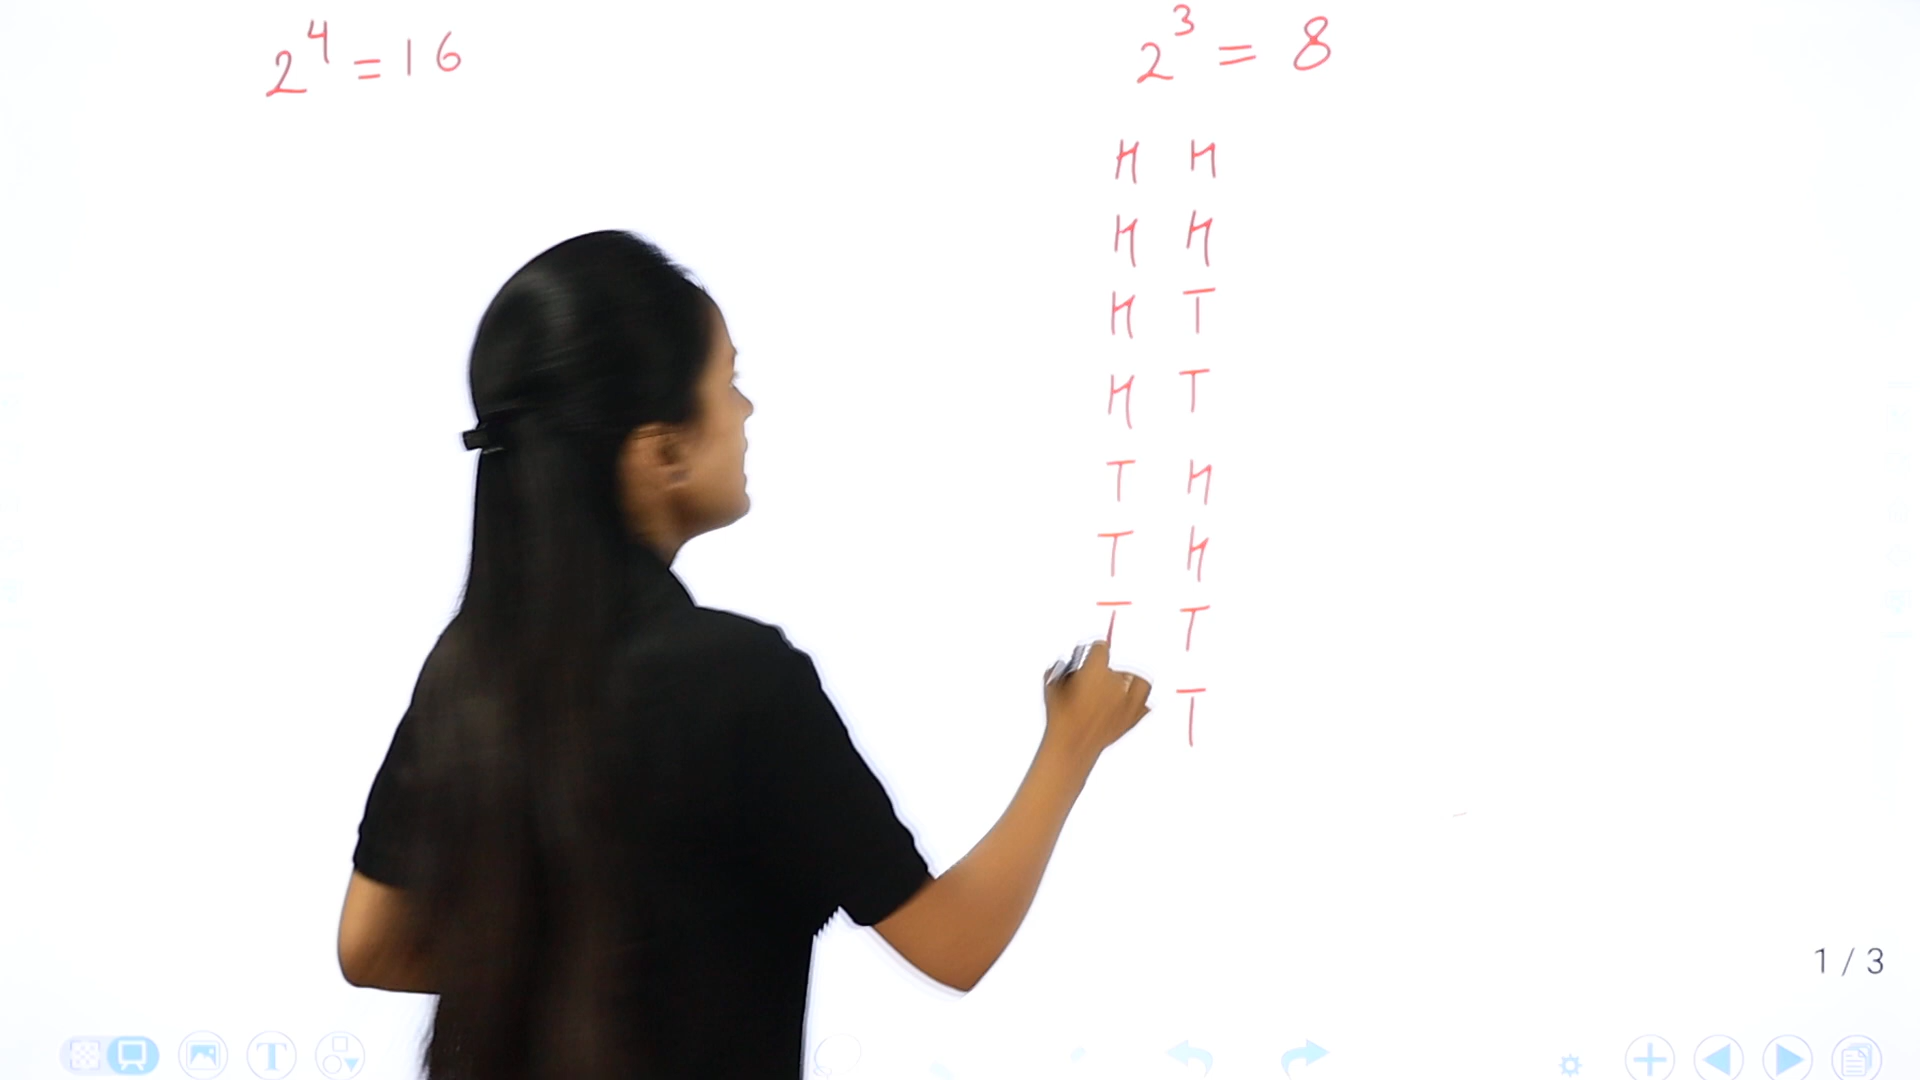 2⁴ = 16
2³ = 8
H H
H H
H T
H T
T H
T H
T T
T
1 / 3
T